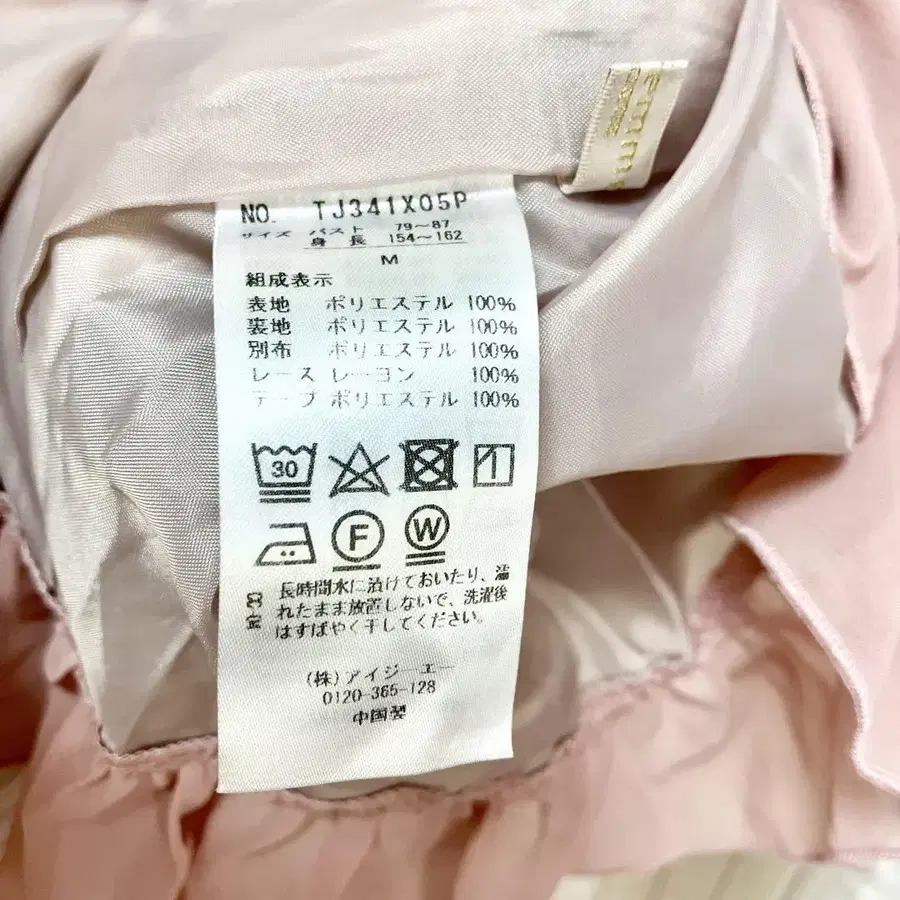 NO. TJ341X05P
サイズ バスト 79〜87
身長 154〜162
M
組成表示
表地 ポリエステル 100%
裏地 ポリエステル 100%
別布 ポリエステル 100%
レース レーヨン 100%
テープ ポリエステル 100%
30
F
W
長時間水に漬けておいたり、濡
れたまま放置しないで、洗濯後
はすばやく干してください。
(株)アイジーエー
0120-365-128
中国製